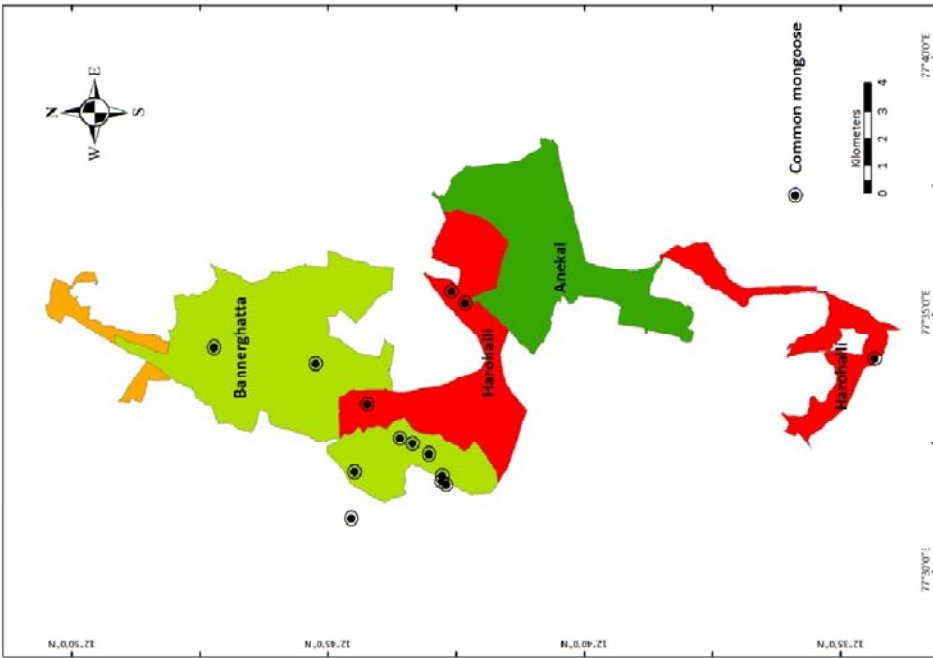 N
W E
S
77°40'0"E
77°35'0"E
77°30'0"E
12°50'0"N
12°45'0"N
12°40'0"N
12°35'0"N
Bannerghatta
Harohalli
Anekal
Harohalli
Common mongoose
Kilometers
0 1 2 3 4